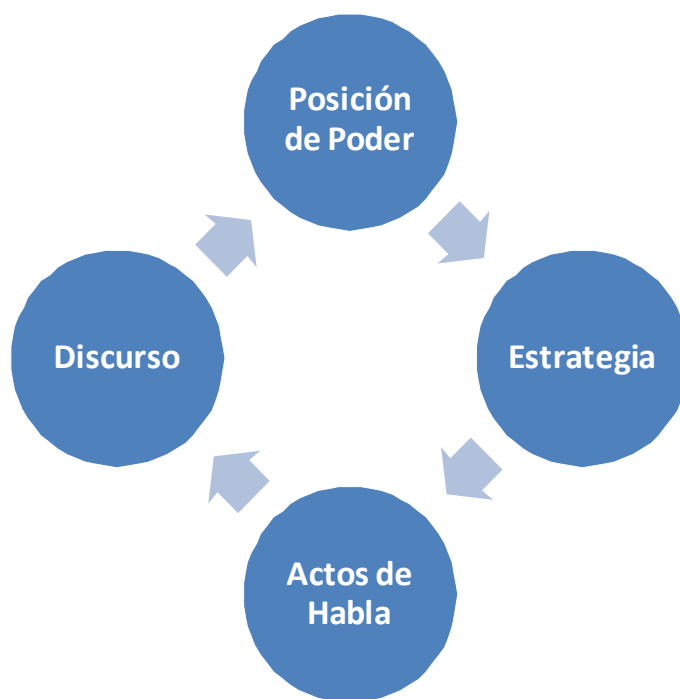 Posición
de Poder
Discurso
Estrategia
Actos de
Habla